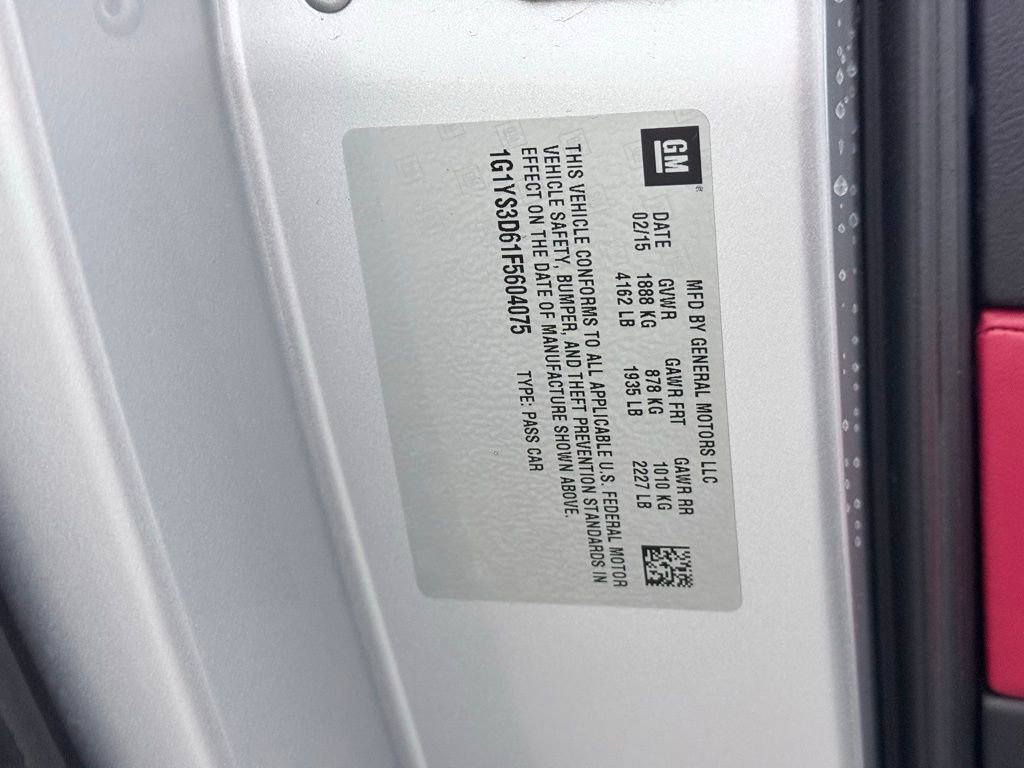 GM
MFD BY GENERAL MOTORS LLC
DATE GVWR GAWR FRT GAWR RR
02/15 1888 KG 878 KG 1010 KG
4162 LB 1935 LB 2227 LB
THIS VEHICLE CONFORMS TO ALL APPLICABLE U.S. FEDERAL MOTOR
VEHICLE SAFETY, BUMPER, AND THEFT PREVENTION STANDARDS IN
EFFECT ON THE DATE OF MANUFACTURE SHOWN ABOVE.
1G1YS3D61F5604075 TYPE: PASS CAR